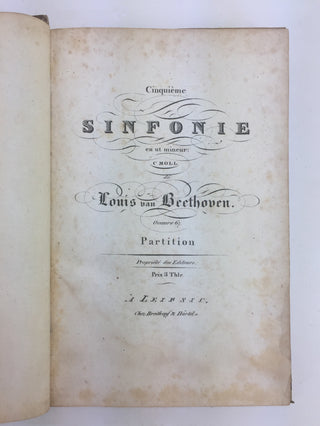 Cinquième
SINFONIE
en ut mineur:
C MOLL
de
Louis van Beethoven.
Oeuvre 67.
Partition
Propriété des Editeurs.
Prix 3 Thlr.
A LEIPSIC,
Chez Breitkopf & Härtel.